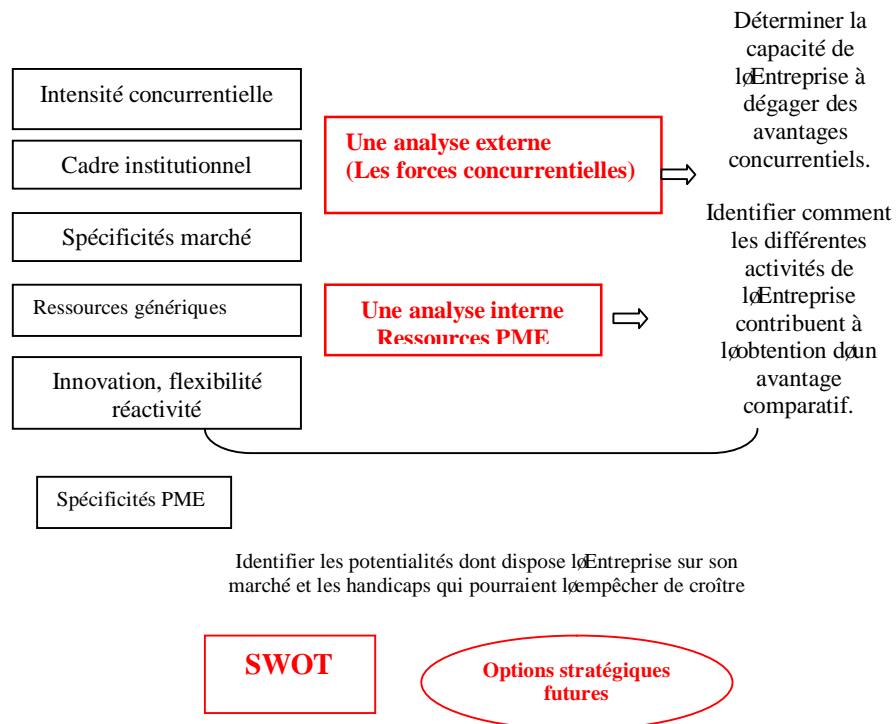 Intensité concurrentielle
Cadre institutionnel
Spécificités marché
Ressources génériques
Innovation, flexibilité
réactivité
Spécificités PME
Une analyse externe
(Les forces concurrentielles)
Une analyse interne
Ressources PME
Déterminer la
capacité de
løEntreprise à
dégager des
avantages
concurrentiels.
Identifier comment
les différentes
activités de
løEntreprise
contribuent à
løobtention døun
avantage
comparatif.
Identifier les potentialités dont dispose løEntreprise sur son
marché et les handicaps qui pourraient løempêcher de croître
SWOT
Options stratégiques
futures